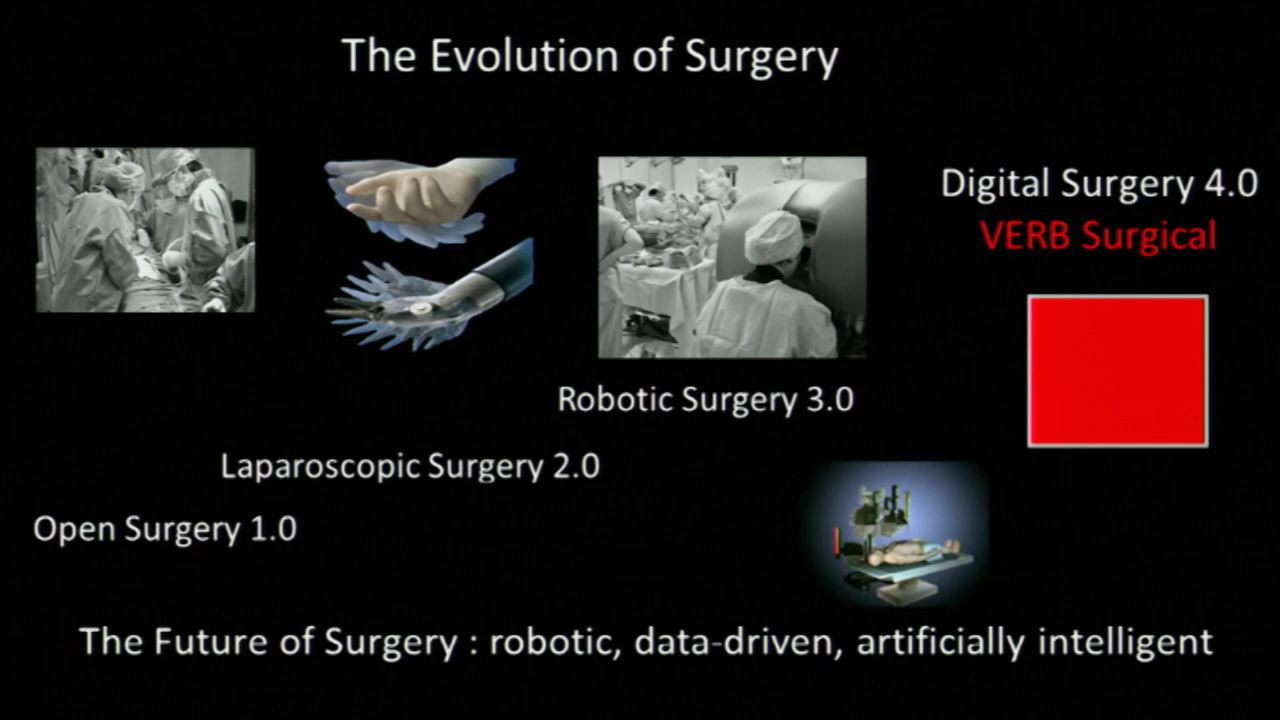 The Evolution of Surgery
Digital Surgery 4.0
VERB Surgical
Robotic Surgery 3.0
Laparoscopic Surgery 2.0
Open Surgery 1.0
The Future of Surgery : robotic, data-driven, artificially intelligent